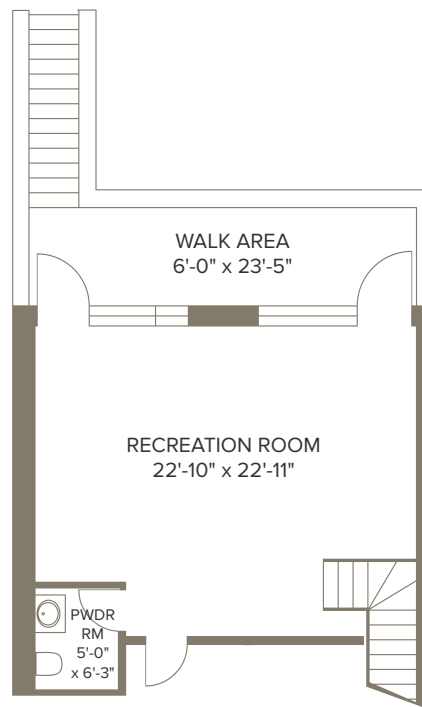 WALK AREA
6'-0" x 23'-5"
RECREATION ROOM
22'-10" x 22'-11"
PWDR
RM
5'-0"
x 6'-3"